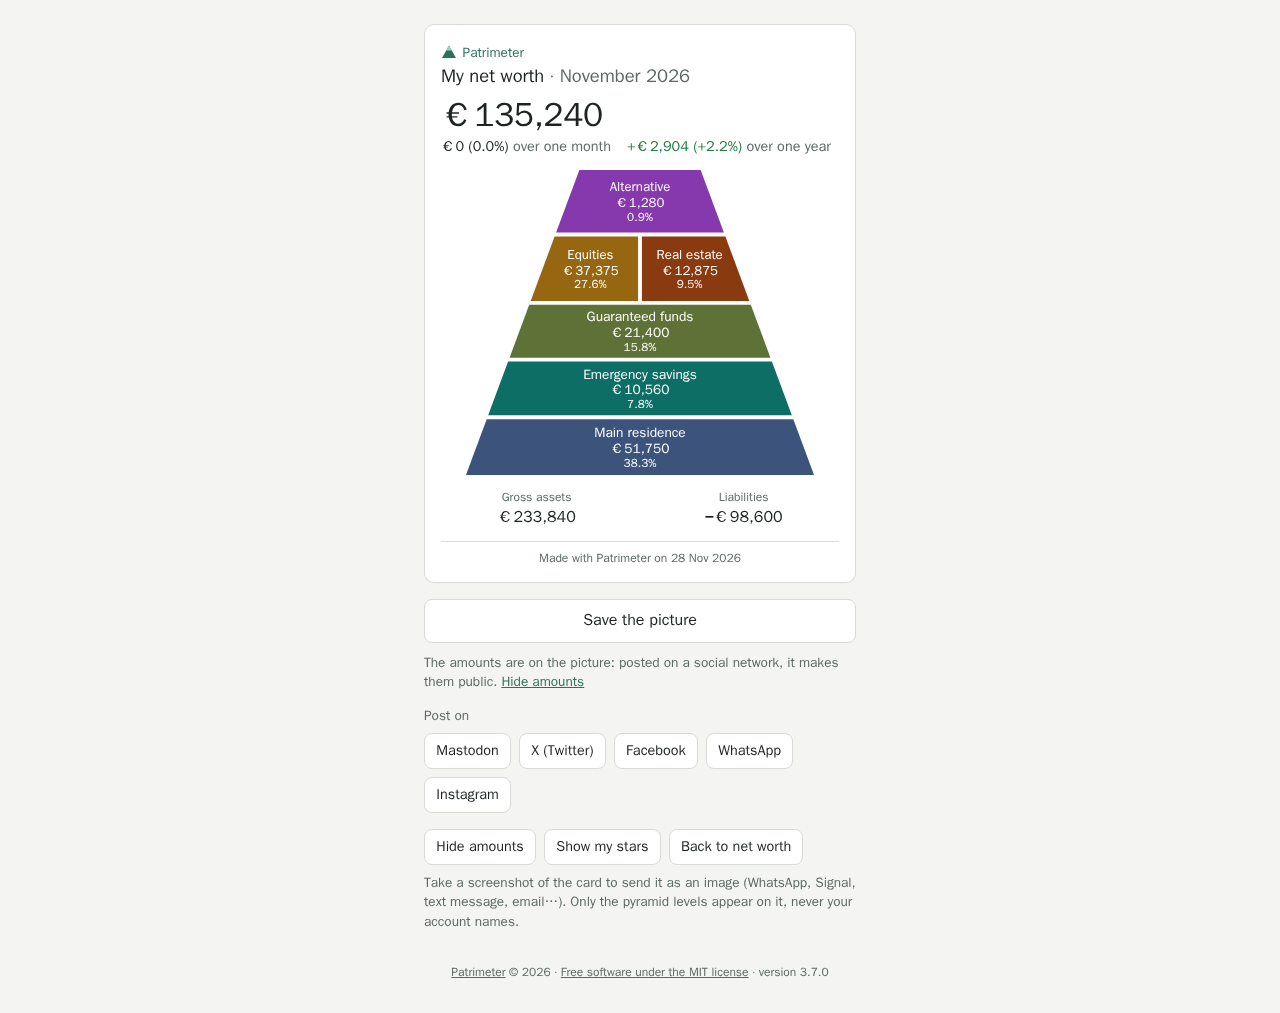 Patrimeter
My net worth · November 2026
€ 135,240
€ 0 (0.0%) over one month +€ 2,904 (+2.2%) over one year
Alternative
€ 1,280
0.9%
Equities
€ 37,375
27.6%
Real estate
€ 12,875
9.5%
Guaranteed funds
€ 21,400
15.8%
Emergency savings
€ 10,560
7.8%
Main residence
€ 51,750
38.3%
Gross assets
€ 233,840
Liabilities
−€ 98,600
Made with Patrimeter on 28 Nov 2026
Save the picture
The amounts are on the picture: posted on a social network, it makes
them public. Hide amounts
Post on
Mastodon
X (Twitter)
Facebook
WhatsApp
Instagram
Hide amounts
Show my stars
Back to net worth
Take a screenshot of the card to send it as an image (WhatsApp, Signal,
text message, email…). Only the pyramid levels appear on it, never your
account names.
Patrimeter © 2026 · Free software under the MIT license · version 3.7.0